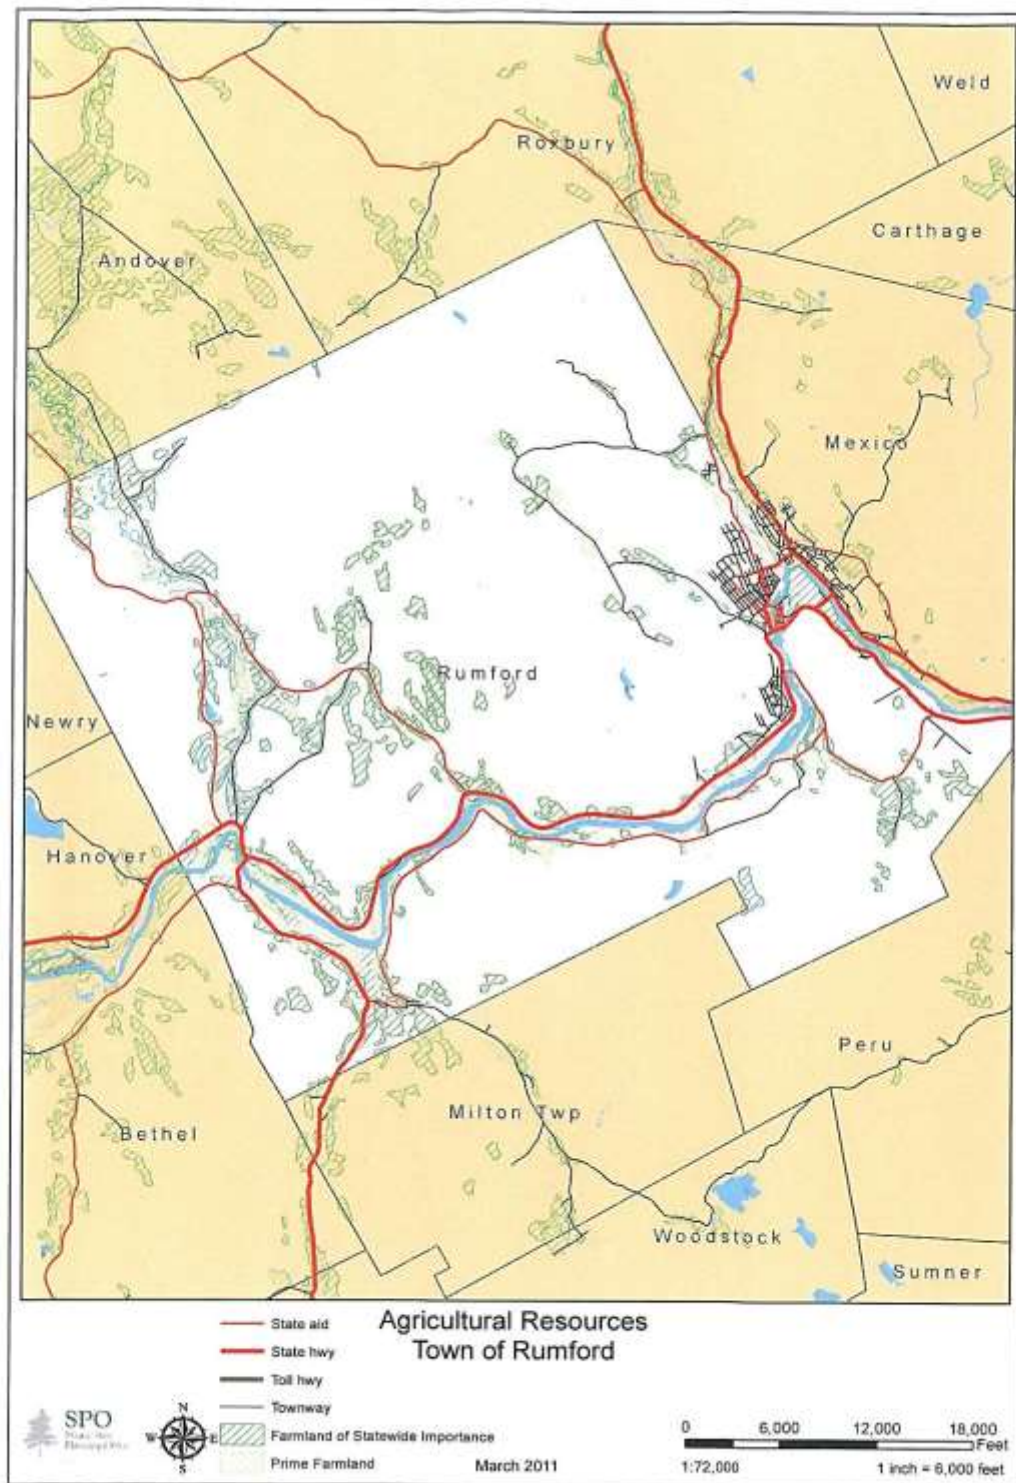 Weld
Roxbury
Carthage
Andover
Mexico
Rumford
Newry
Hanover
Peru
Milton Twp
Bethel
Woodstock
Sumner
State aid
State hwy
Toll hwy
Townway
Farmland of Statewide Importance
Prime Farmland
Agricultural Resources
Town of Rumford
SPO
N
W
E
S
March 2011
0 6,000 12,000 18,000
Feet
1:72,000
1 inch = 6,000 feet